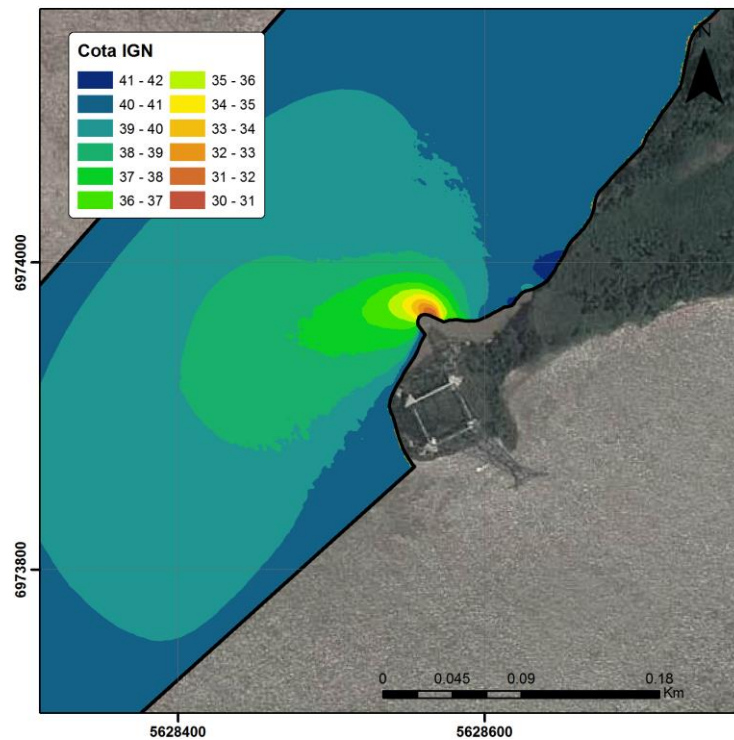 N
Cota IGN
41 - 42 35 - 36
40 - 41 34 - 35
39 - 40 33 - 34
38 - 39 32 - 33
37 - 38 31 - 32
36 - 37 30 - 31
6974000
6973800
0 0.045 0.09 0.18
Km
5628400 5628600